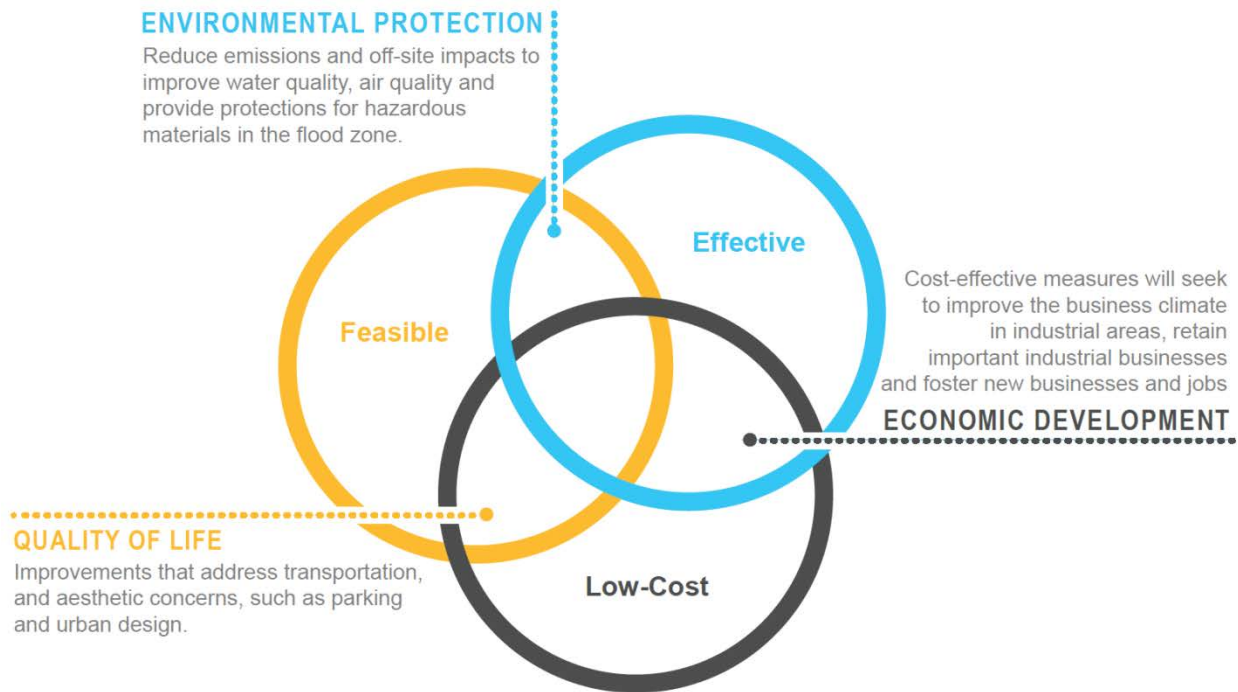 ENVIRONMENTAL PROTECTION
Reduce emissions and off-site impacts to
improve water quality, air quality and
provide protections for hazardous
materials in the flood zone.
Effective
Feasible
Cost-effective measures will seek
to improve the business climate
in industrial areas, retain
important industrial businesses
and foster new businesses and jobs
ECONOMIC DEVELOPMENT
QUALITY OF LIFE
Improvements that address transportation,
and aesthetic concerns, such as parking
and urban design.
Low-Cost